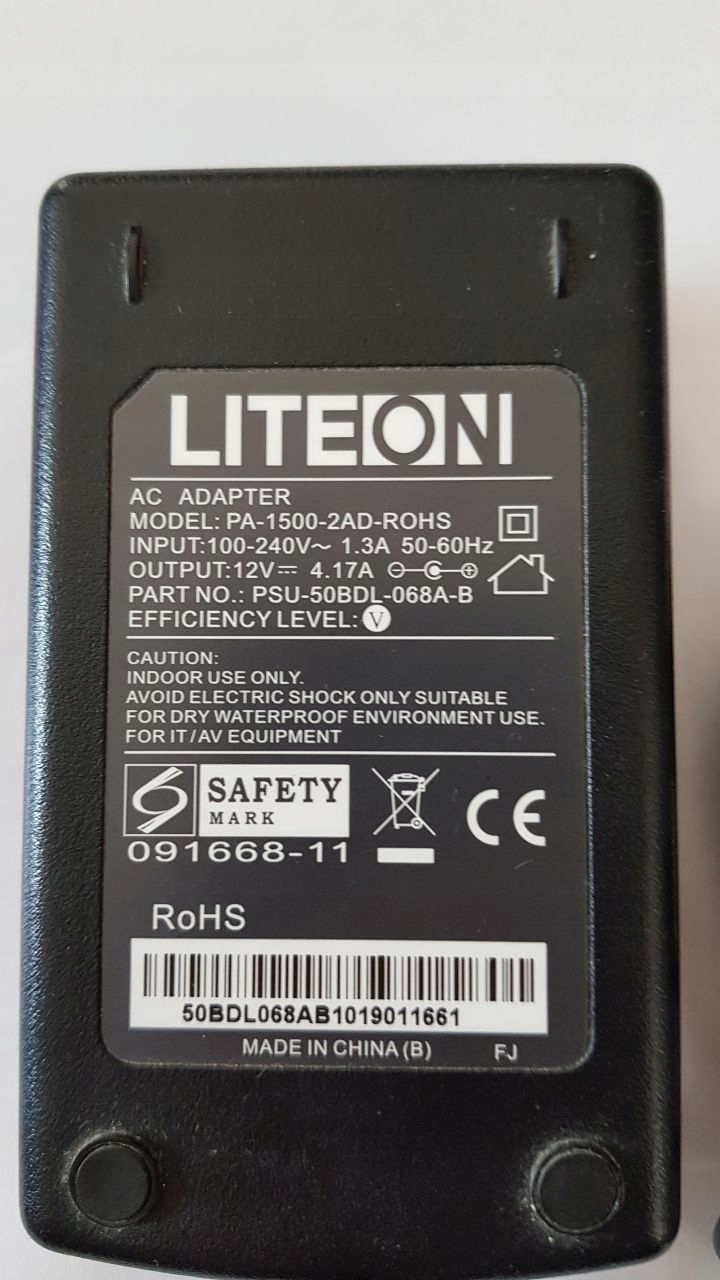 LITEON
AC ADAPTER
MODEL: PA-1500-2AD-ROHS
INPUT:100-240V~ 1.3A 50-60Hz
OUTPUT:12V⎓ 4.17A
PART NO.: PSU-50BDL-068A-B
EFFICIENCY LEVEL: V
CAUTION:
INDOOR USE ONLY.
AVOID ELECTRIC SHOCK ONLY SUITABLE
FOR DRY WATERPROOF ENVIRONMENT USE.
FOR IT/AV EQUIPMENT
SAFETY
MARK
CE
091668-11
RoHS
50BDL068AB1019011661
MADE IN CHINA (B) FJ